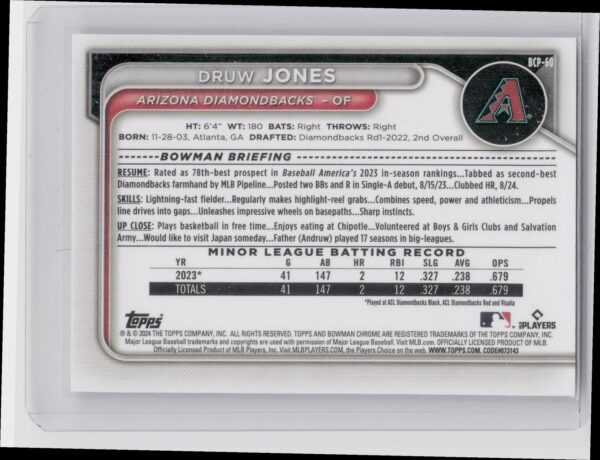 BCP-60
DRUW JONES
ARIZONA DIAMONDBACKS® - OF
A
HT: 6'4" WT: 180 BATS: Right THROWS: Right
BORN: 11-28-03, Atlanta, GA DRAFTED: Diamondbacks Rd1-2022, 2nd Overall
BOWMAN BRIEFING
RESUME: Rated as 78th-best prospect in Baseball America's 2023 in-season rankings...Tabbed as second-best
Diamondbacks farmhand by MLB Pipeline...Posted two BBs and R in Single-A debut, 8/15/23...Clubbed HR, 8/24.
SKILLS: Lightning-fast fielder...Regularly makes highlight-reel grabs...Combines speed, power and athleticism...Propels
line drives into gaps...Unleashes impressive wheels on basepaths...Sharp instincts.
UP CLOSE: Plays basketball in free time...Enjoys eating at Chipotle...Volunteered at Boys & Girls Clubs and Salvation
Army...Would like to visit Japan someday...Father (Andruw) played 17 seasons in big-leagues.
MINOR LEAGUE BATTING RECORD
YR G AB HR RBI SLG AVG OPS
2023* 41 147 2 12 .327 .238 .679
TOTALS 41 147 2 12 .327 .238 .679
*Played at ACL Diamondbacks Black, ACL Diamondbacks Red and Visalia
Topps MLB PLAYERS
® & © 2024 THE TOPPS COMPANY, INC. ALL RIGHTS RESERVED. TOPPS AND BOWMAN CHROME ARE REGISTERED TRADEMARKS OF THE TOPPS COMPANY, INC.
Major League Baseball trademarks and copyrights are used with permission of Major League Baseball. Visit MLB.com. OFFICIALLY LICENSED PRODUCT OF MLB
Officially Licensed Product of MLB Players, Inc. Visit MLBPLAYERS.com, the Players Choice on the web. WWW.TOPPS.COM. CODE#073143